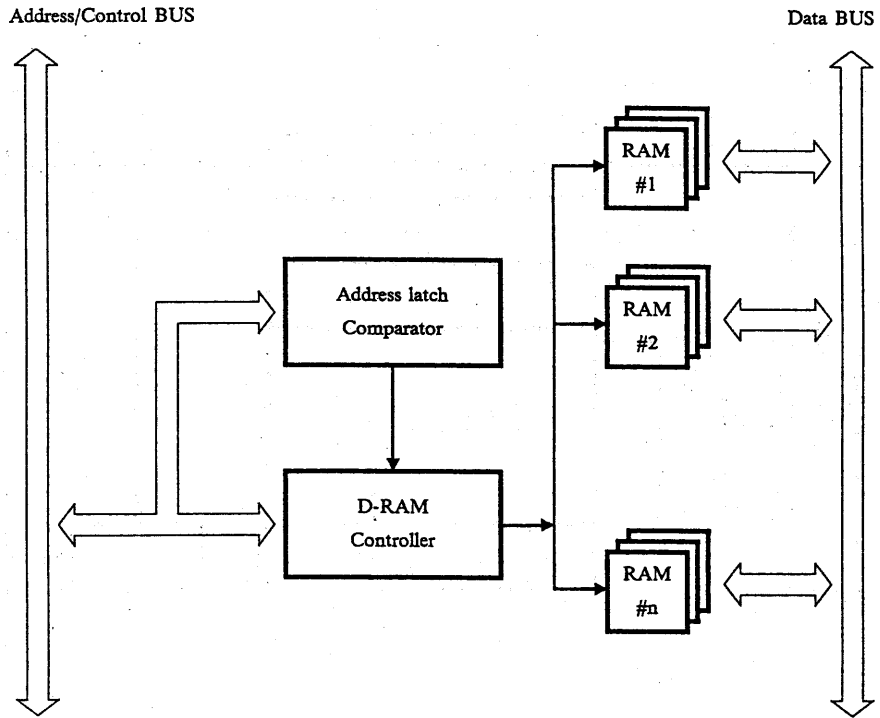 Address/Control BUS
Data BUS
RAM
#1
Address latch
Comparator
RAM
#2
D-RAM
Controller
RAM
#n